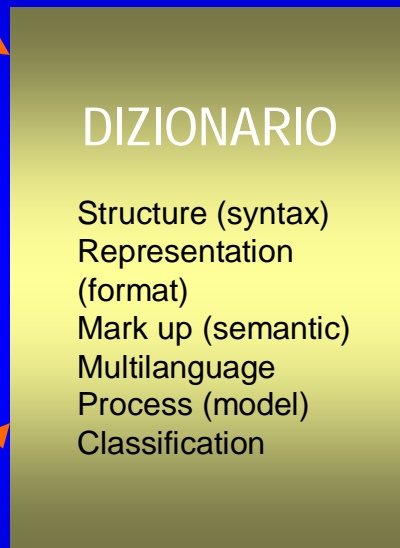 DIZIONARIO
Structure (syntax)
Representation
(format)
Mark up (semantic)
Multilanguage
Process (model)
Classification